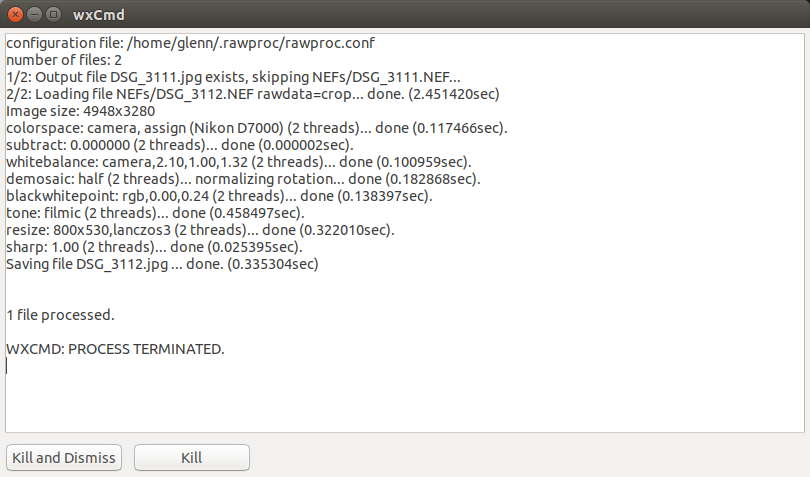 wxCmd
configuration file: /home/glenn/.rawproc/rawproc.conf
number of files: 2
1/2: Output file DSG_3111.jpg exists, skipping NEFs/DSG_3111.NEF...
2/2: Loading file NEFs/DSG_3112.NEF rawdata=crop... done. (2.451420sec)
Image size: 4948x3280
colorspace: camera, assign (Nikon D7000) (2 threads)... done (0.117466sec).
subtract: 0.000000 (2 threads)... done (0.000002sec).
whitebalance: camera,2.10,1.00,1.32 (2 threads)... done (0.100959sec).
demosaic: half (2 threads)... normalizing rotation... done (0.182868sec).
blackwhitepoint: rgb,0.00,0.24 (2 threads)... done (0.138397sec).
tone: filmic (2 threads)... done (0.458497sec).
resize: 800x530,lanczos3 (2 threads)... done (0.322010sec).
sharp: 1.00 (2 threads)... done (0.025395sec).
Saving file DSG_3112.jpg ... done. (0.335304sec)
1 file processed.
WXCMD: PROCESS TERMINATED.
Kill and Dismiss
Kill